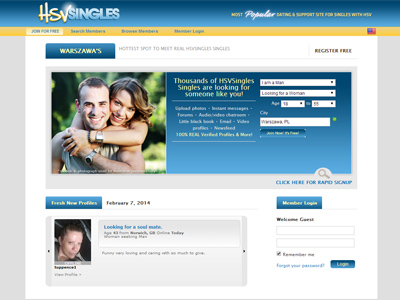 HSVSINGLES
MOST Popular DATING & SUPPORT SITE FOR SINGLES WITH HSV
JOIN FOR FREE Search Members Browse Members Member Login
WARSZAWA'S HOTTEST SPOT TO MEET REAL HSVSINGLES SINGLES REGISTER FREE
Thousands of HSVSingles
Singles are looking for
someone like you!
Upload photos · Instant messages ·
Forums · Audio/video chatroom ·
Little black book · Email · Video
profiles · Newsfeed
100% REAL Verified Profiles & More!
I am a Man
Looking for a Woman
Age 18 to 55
City
Warszawa, PL
Join Now It's Free!
CLICK HERE FOR RAPID SIGNUP
Fresh New Profiles February 7, 2014
Looking for a soul mate.
Age 43 from Norwick, GB Online Today
Woman seeking Man
Funny very loving and caring with so much to give.
toppence1
View Profile >
Member Login
Welcome Guest
Remember me
Forgot your password? Login